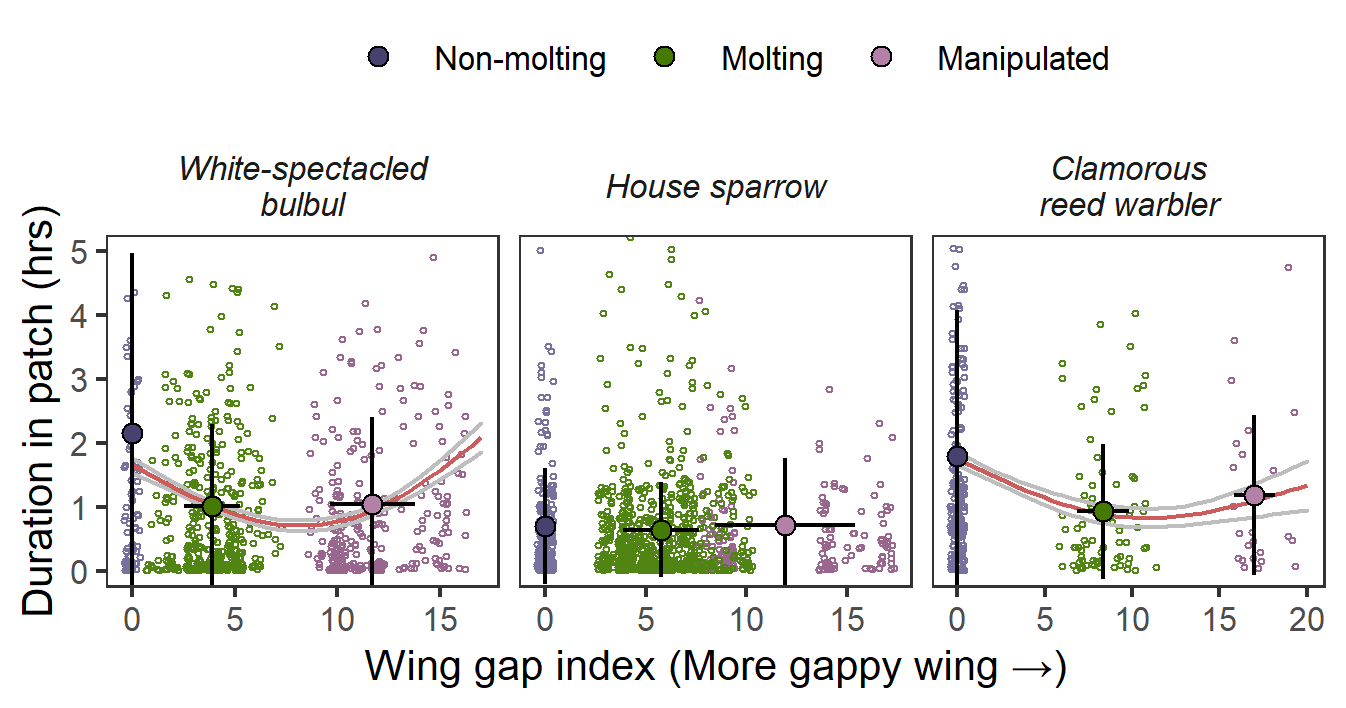 Non-molting Molting Manipulated
White-spectacled
bulbul
House sparrow
Clamorous
reed warbler
Duration in patch (hrs)
5
4
3
2
1
0
0 5 10 15
0 5 10 15
0 5 10 15 20
Wing gap index (More gappy wing →)